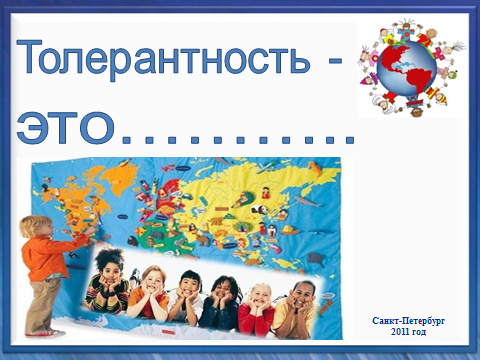 Толерантность -
это...........
Санкт-Петербург
2011 год